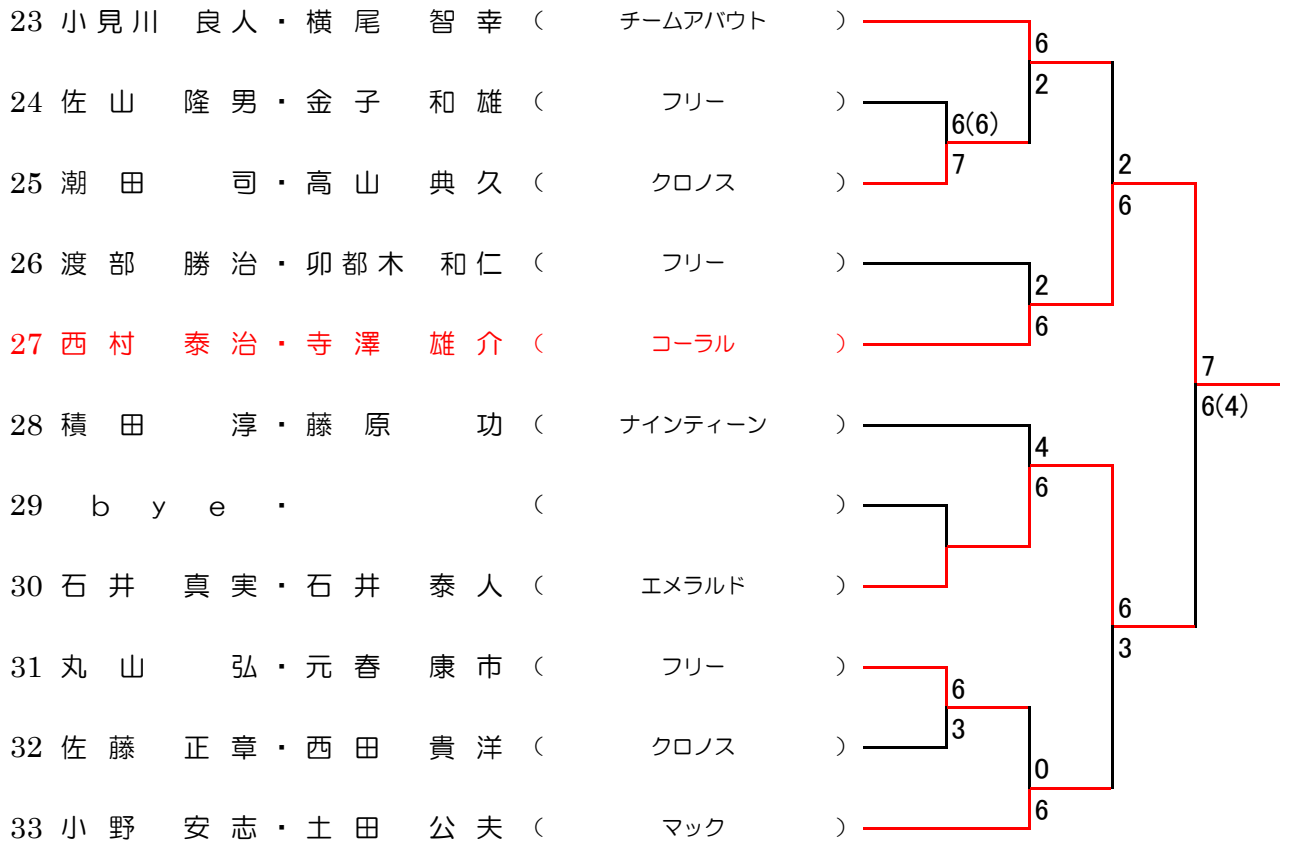 23 小見川 良人・横尾 智幸 ( チームアバウト )
6
2
24 佐山 隆男・金子 和雄 ( フリー )
6(6)
7
25 潮田 司・高山 典久 ( クロノス )
2
6
26 渡部 勝治・卯都木 和仁 ( フリー )
2
6
27 西村 泰治・寺澤 雄介 ( コーラル )
7
6(4)
28 積田 淳・藤原 功 ( ナインティーン )
4
6
29 bye・ ( )
30 石井 真実・石井 泰人 ( エメラルド )
6
3
31 丸山 弘・元春 康市 ( フリー )
6
3
32 佐藤 正章・西田 貴洋 ( クロノス )
0
6
33 小野 安志・土田 公夫 ( マック )